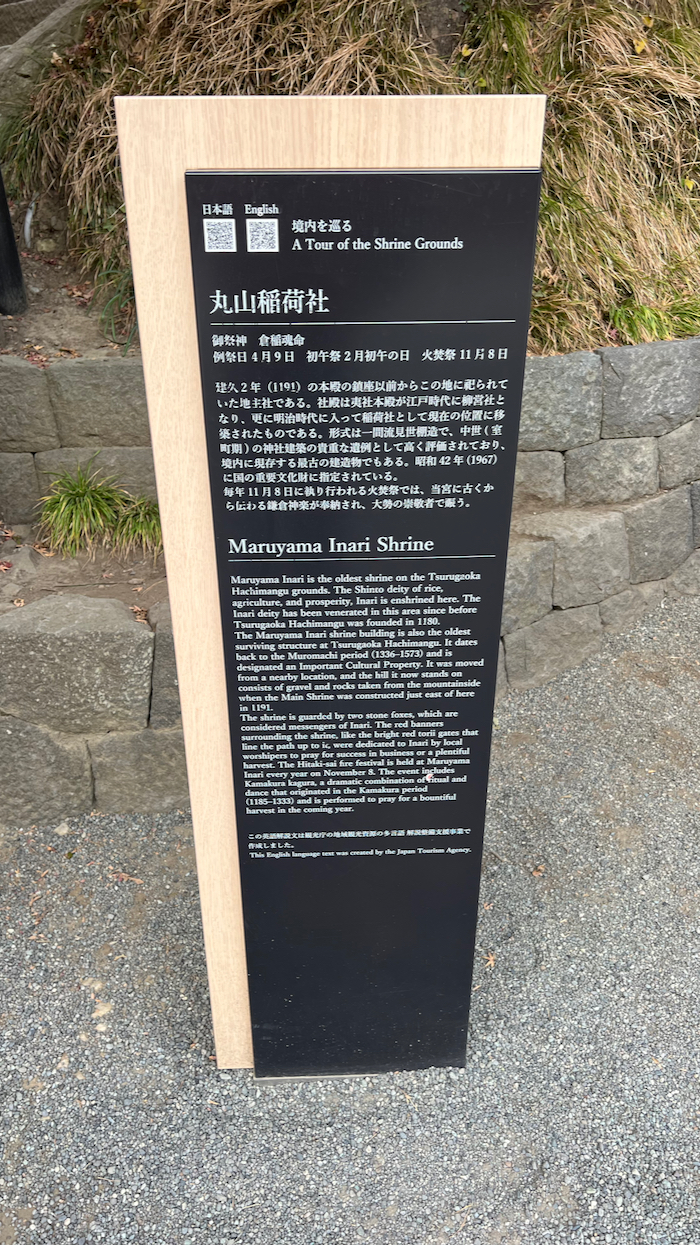 日本語 English
境内を巡る
A Tour of the Shrine Grounds
丸山稲荷社
御祭神 倉稲魂命
例祭日 4 月 9 日 初午祭 2 月初午の日 火焚祭 11 月 8 日
建久 2 年 (1191) の本殿の鎮座以前からこの地に祀られて
いた地主社である。社殿は
本殿が江戸時代に柳営社と
なり、更に明治時代に入って稲荷社として現在の位置に移
築されたものである。形式は一間流見世棚造で、中世 ( 室
町期 ) の神社建築の貴重な遺例として高く評価されており、
境内に現存する最古の建造物でもある。昭和 42 年 (1967)
に国の重要文化財に指定されている。
毎年 11 月 8 日に執り行われる火焚祭では、当宮に古くか
ら伝わる鎌倉神楽が奉納され、大勢の崇敬者で賑う。
Maruyama Inari Shrine
Maruyama Inari is the oldest shrine on the Tsurugaoka
Hachimangu grounds. The Shinto deity of rice,
agriculture, and prosperity, Inari is enshrined here. The
Inari deity has been venerated in this area since before
Tsurugaoka Hachimangu was founded in 1180.
The Maruyama Inari shrine building is also the oldest
surviving structure at Tsurugaoka Hachimangu. It dates
back to the Muromachi period (1336–1573) and is
designated an Important Cultural Property. It was moved
from a nearby location, and the hill it now stands on
consists of gravel and rocks taken from the mountainside
when the Main Shrine was constructed just east of here
in 1191.
The shrine is guarded by two stone foxes, which are
considered messengers of Inari. The red banners
surrounding the shrine, like the bright red torii gates that
line the path up to it, were dedicated to Inari by local
worshipers to pray for success in business or a plentiful
harvest. The Hitaki-sai fire festival is held at Maruyama
Inari every year on November 8. The event includes
Kamakura kagura, a dramatic combination of ritual and
dance that originated in the Kamakura period
(1185–1333) and is performed to pray for a bountiful
harvest in the coming year.
この英語解説文は観光庁の地域観光資源の多言語 解説整備支援事業で
作成しました。
This English language text was created by the Japan Tourism Agency.